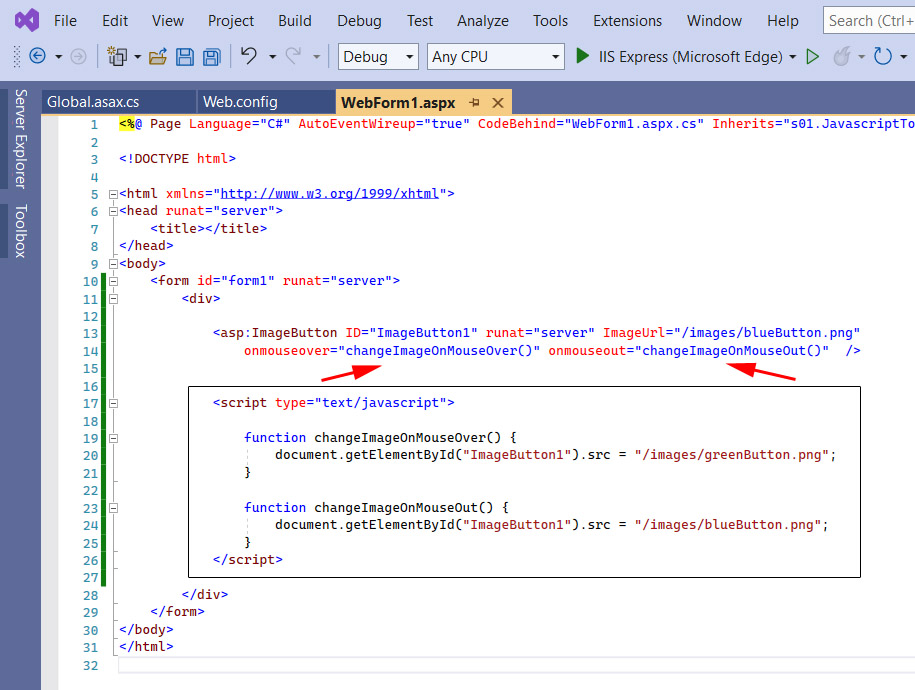 File Edit View Project Build Debug Test Analyze Tools Extensions Window Help Search (Ctrl+
Debug Any CPU IIS Express (Microsoft Edge)
Server Explorer
Toolbox
Global.asax.cs Web.config WebForm1.aspx
1 <%@ Page Language="C#" AutoEventWireup="true" CodeBehind="WebForm1.aspx.cs" Inherits="s01.JavascriptTo
2
3 <!DOCTYPE html>
4
5 <html xmlns="http://www.w3.org/1999/xhtml">
6 <head runat="server">
7 <title></title>
8 </head>
9 <body>
10 <form id="form1" runat="server">
11 <div>
12
13 <asp:ImageButton ID="ImageButton1" runat="server" ImageUrl="/images/blueButton.png"
14 onmouseover="changeImageOnMouseOver()" onmouseout="changeImageOnMouseOut()" />
15
16
17 <script type="text/javascript">
18
19 function changeImageOnMouseOver() {
20 document.getElementById("ImageButton1").src = "/images/greenButton.png";
21 }
22
23 function changeImageOnMouseOut() {
24 document.getElementById("ImageButton1").src = "/images/blueButton.png";
25 }
26 </script>
27
28 </div>
29 </form>
30 </body>
31 </html>
32